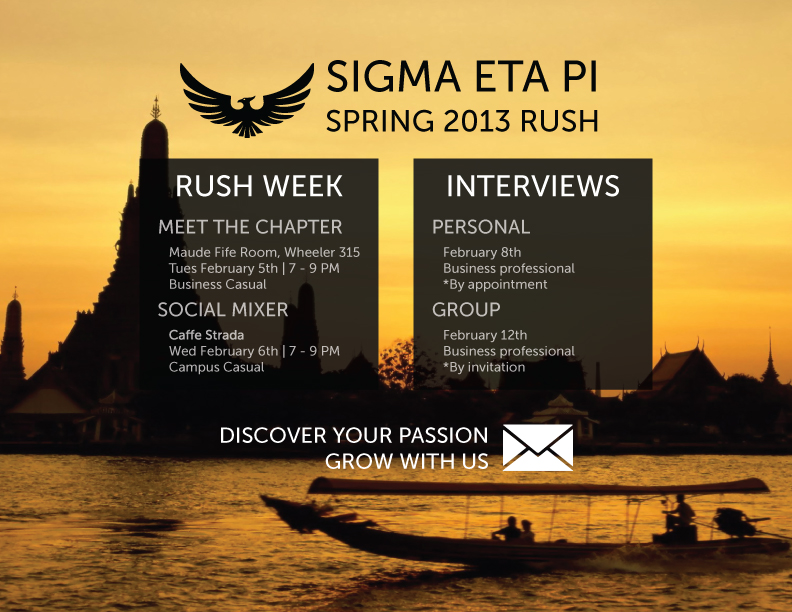 SIGMA ETA PI
SPRING 2013 RUSH
RUSH WEEK
MEET THE CHAPTER
Maude Fife Room, Wheeler 315
Tues February 5th | 7 - 9 PM
Business Casual
SOCIAL MIXER
Caffe Strada
Wed February 6th | 7 - 9 PM
Campus Casual
INTERVIEWS
PERSONAL
February 8th
Business professional
*By appointment
GROUP
February 12th
Business professional
*By invitation
DISCOVER YOUR PASSION
GROW WITH US